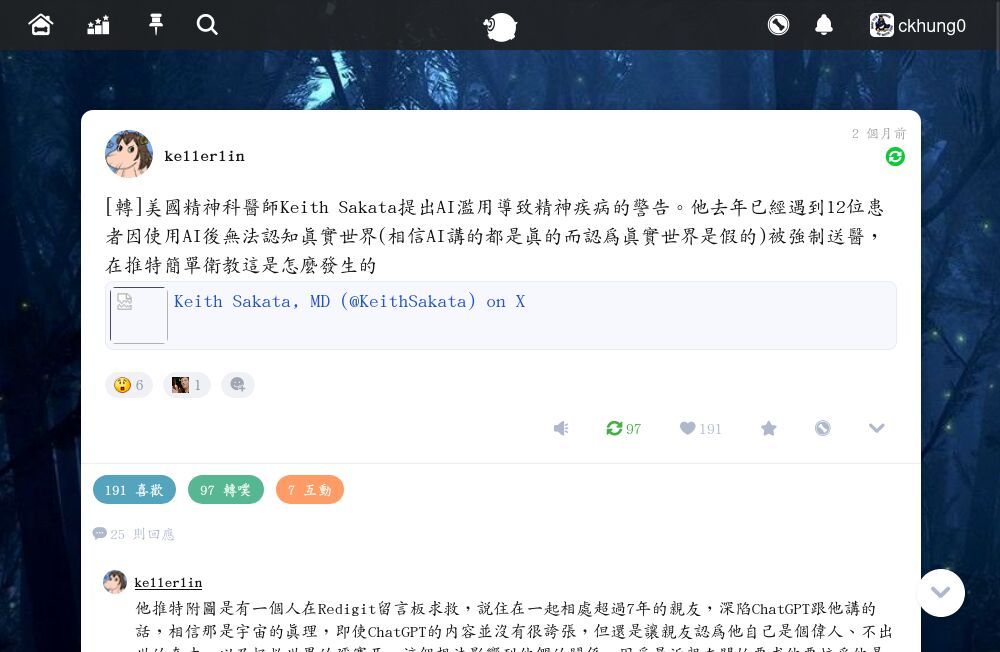 ckhung0
2 個月前
ke11er1in
[轉]美國精神科醫師Keith Sakata提出AI濫用導致精神疾病的警告。他去年已經遇到12位患
者因使用AI後無法認知真實世界(相信AI講的都是真的而認為真實世界是假的)被強制送醫，
在推特簡單衛教這是怎麼發生的
Keith Sakata, MD (@KeithSakata) on X
6 1
97 191
191 喜歡 97 轉噗 7 互動
25 則回應
ke11er1in
他推特附圖是有一個人在Redigit留言板求救，說住在一起相處超過7年的親友，深陷ChatGPT跟他講的
話，相信那是宇宙的真理，即使ChatGPT的內容並沒有很誇張，但還是讓親友認為他自己是個偉人、不出